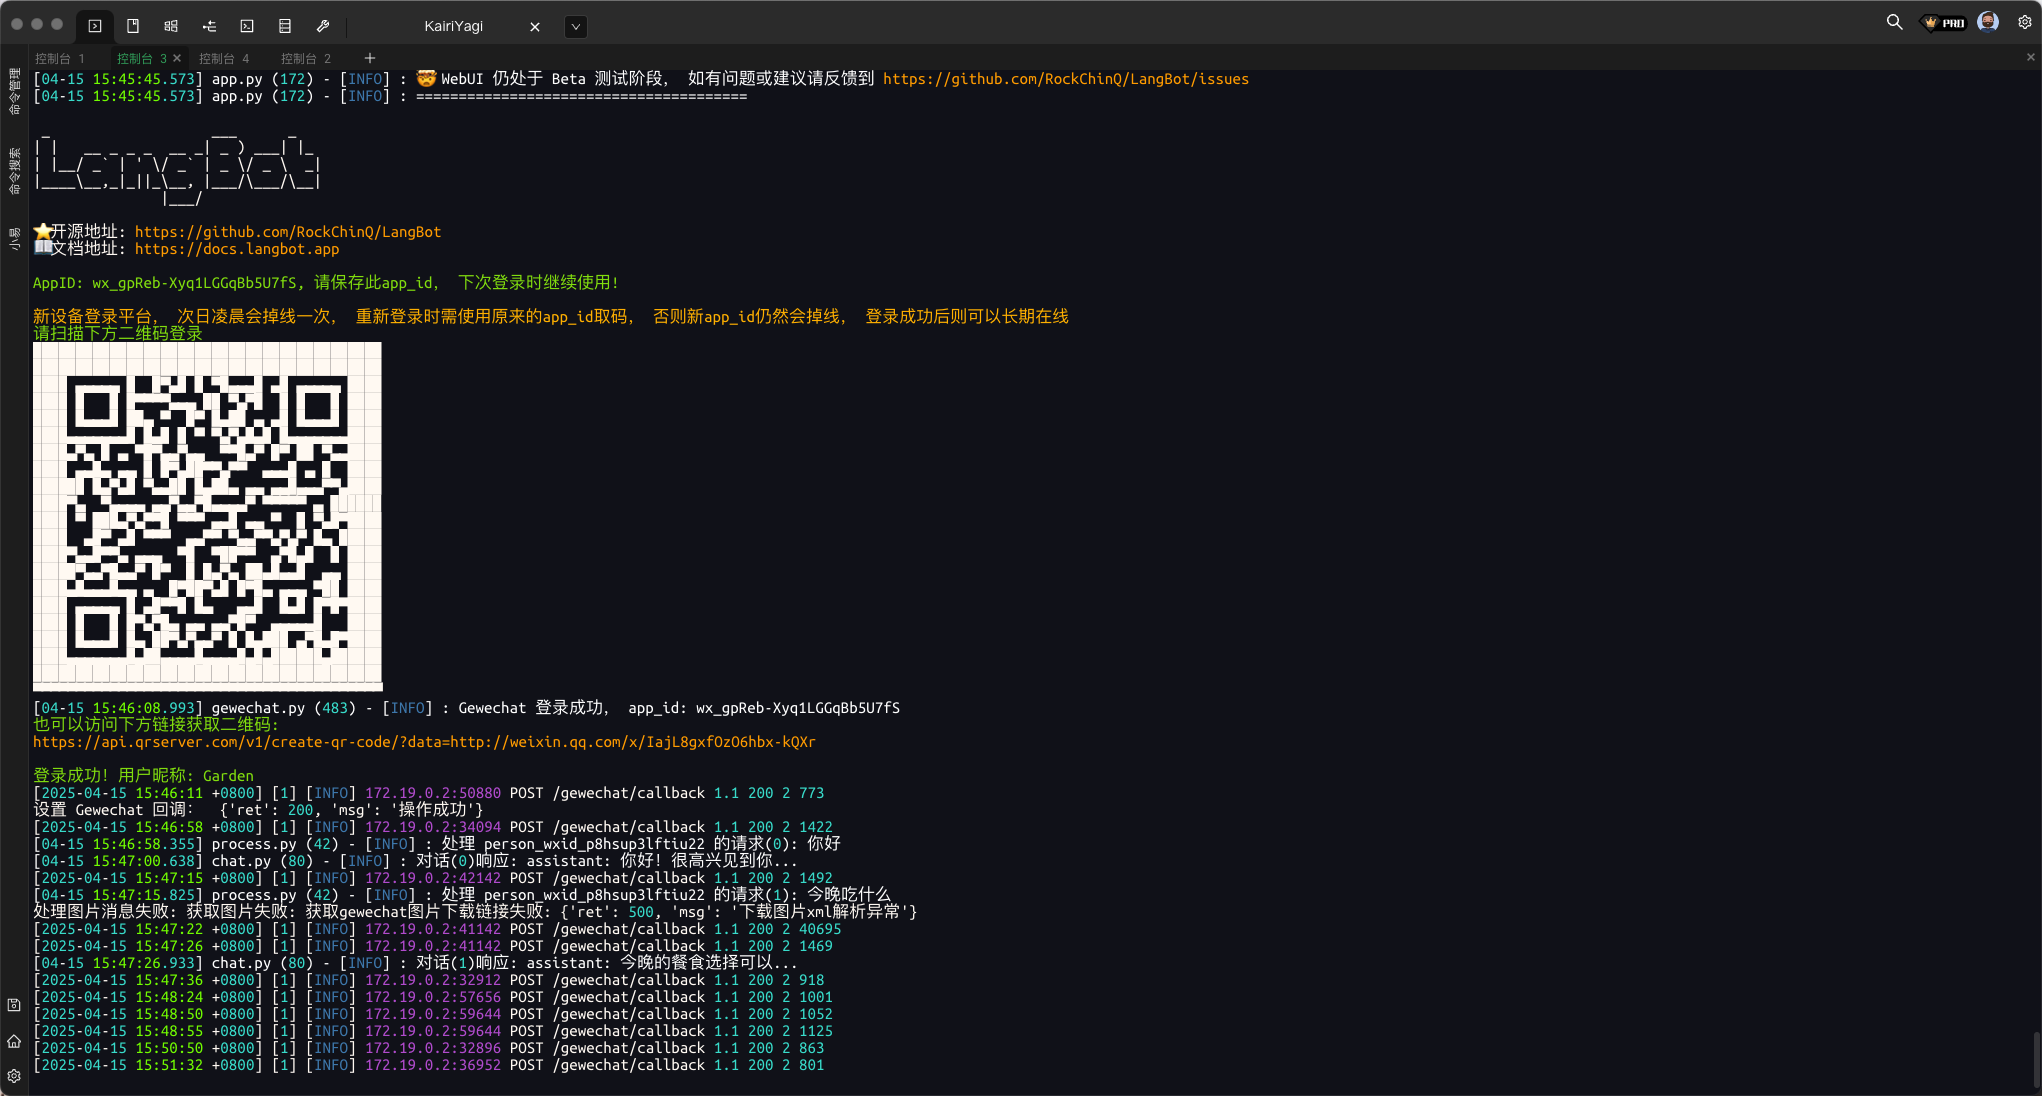 KairiYagi
PRO
控制台 1
控制台 3
控制台 4
控制台 2
命令管理
命令搜索
小易
[04-15 15:45:45.573] app.py (172) - [INFO] : 🤯 WebUI 仍处于 Beta 测试阶段， 如有问题或建议请反馈到 https://github.com/RockChinQ/LangBot/issues
[04-15 15:45:45.573] app.py (172) - [INFO] : =======================================
LangBot
⭐开源地址: https://github.com/RockChinQ/LangBot
📖文档地址: https://docs.langbot.app
AppID: wx_gpReb-Xyq1LGGqBb5U7fS, 请保存此app_id， 下次登录时继续使用!
新设备登录平台， 次日凌晨会掉线一次， 重新登录时需使用原来的app_id取码， 否则新app_id仍然会掉线， 登录成功后则可以长期在线
请扫描下方二维码登录
[04-15 15:46:08.993] gewechat.py (483) - [INFO] : Gewechat 登录成功， app_id: wx_gpReb-Xyq1LGGqBb5U7fS
也可以访问下方链接获取二维码:
https://api.qrserver.com/v1/create-qr-code/?data=http://weixin.qq.com/x/IajL8gxfOzO6hbx-kQXr
登录成功! 用户昵称: Garden
[2025-04-15 15:46:11 +0800] [1] [INFO] 172.19.0.2:50880 POST /gewechat/callback 1.1 200 2 773
设置 Gewechat 回调:  {'ret': 200, 'msg': '操作成功'}
[2025-04-15 15:46:58 +0800] [1] [INFO] 172.19.0.2:34094 POST /gewechat/callback 1.1 200 2 1422
[04-15 15:46:58.355] process.py (42) - [INFO] : 处理 person_wxid_p8hsup3lftiu22 的请求(0): 你好
[04-15 15:47:00.638] chat.py (80) - [INFO] : 对话(0)响应: assistant: 你好! 很高兴见到你...
[2025-04-15 15:47:15 +0800] [1] [INFO] 172.19.0.2:42142 POST /gewechat/callback 1.1 200 2 1492
[04-15 15:47:15.825] process.py (42) - [INFO] : 处理 person_wxid_p8hsup3lftiu22 的请求(1): 今晚吃什么
处理图片消息失败: 获取图片失败: 获取gewechat图片下载链接失败: {'ret': 500, 'msg': '下载图片xml解析异常'}
[2025-04-15 15:47:22 +0800] [1] [INFO] 172.19.0.2:41142 POST /gewechat/callback 1.1 200 2 40695
[2025-04-15 15:47:26 +0800] [1] [INFO] 172.19.0.2:41142 POST /gewechat/callback 1.1 200 2 1469
[04-15 15:47:26.933] chat.py (80) - [INFO] : 对话(1)响应: assistant: 今晚的餐食选择可以...
[2025-04-15 15:47:36 +0800] [1] [INFO] 172.19.0.2:32912 POST /gewechat/callback 1.1 200 2 918
[2025-04-15 15:48:24 +0800] [1] [INFO] 172.19.0.2:57656 POST /gewechat/callback 1.1 200 2 1001
[2025-04-15 15:48:50 +0800] [1] [INFO] 172.19.0.2:59644 POST /gewechat/callback 1.1 200 2 1052
[2025-04-15 15:48:55 +0800] [1] [INFO] 172.19.0.2:59644 POST /gewechat/callback 1.1 200 2 1125
[2025-04-15 15:50:50 +0800] [1] [INFO] 172.19.0.2:32896 POST /gewechat/callback 1.1 200 2 863
[2025-04-15 15:51:32 +0800] [1] [INFO] 172.19.0.2:36952 POST /gewechat/callback 1.1 200 2 801